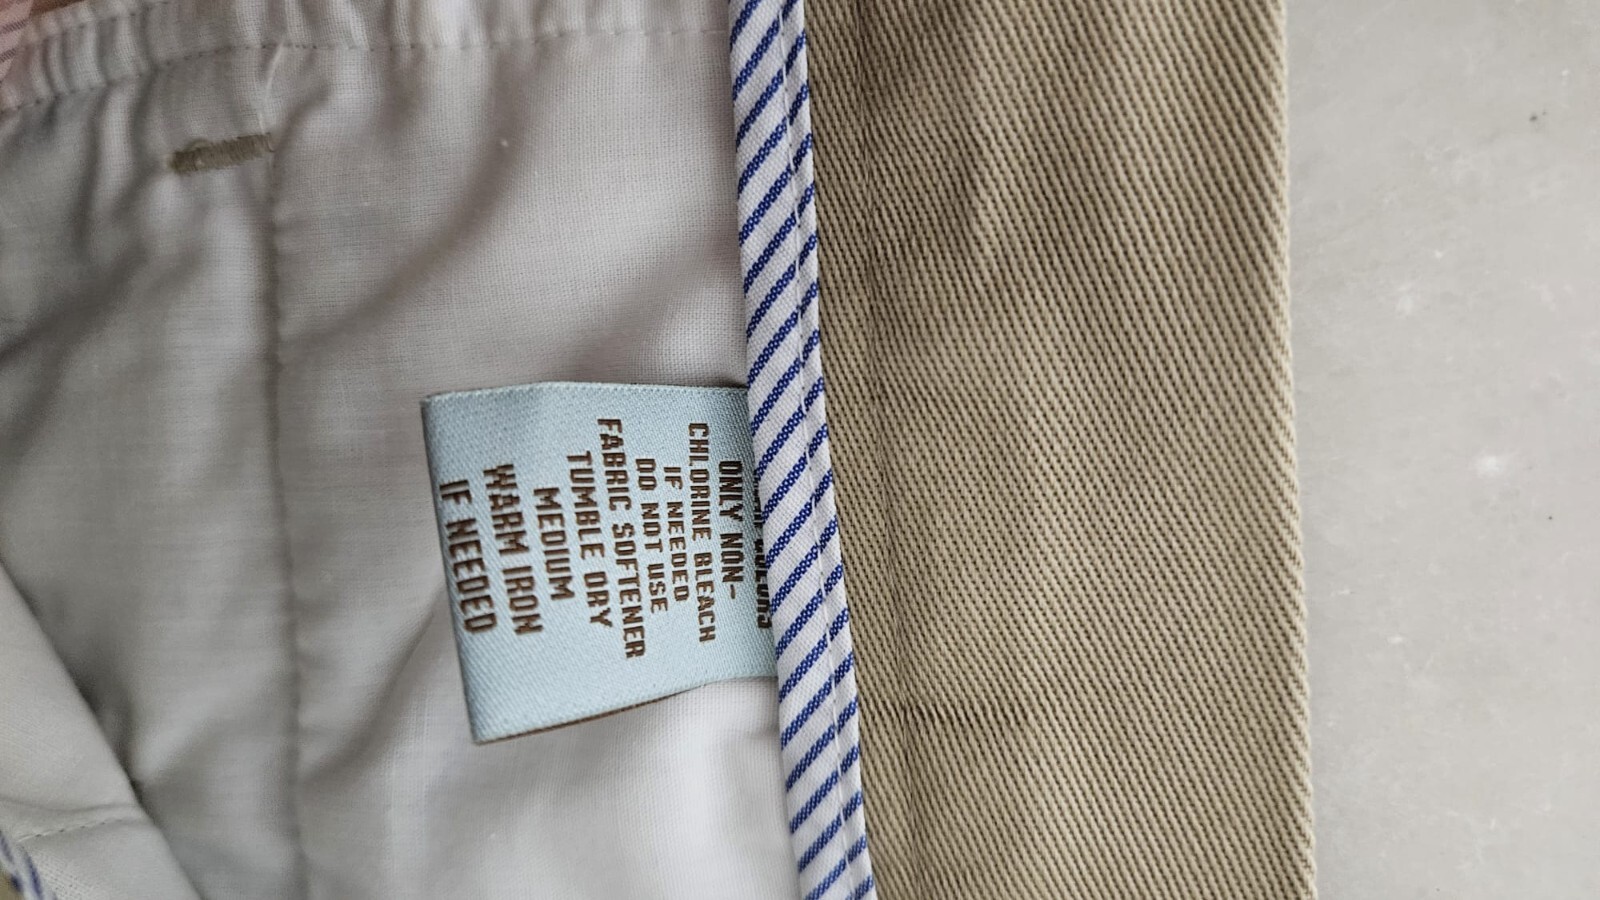 ONLY NON-
CHLORINE BLEACH
IF NEEDED
DO NOT USE
FABRIC SOFTENER
TUMBLE DRY
MEDIUM
WARM IRON
IF NEEDED